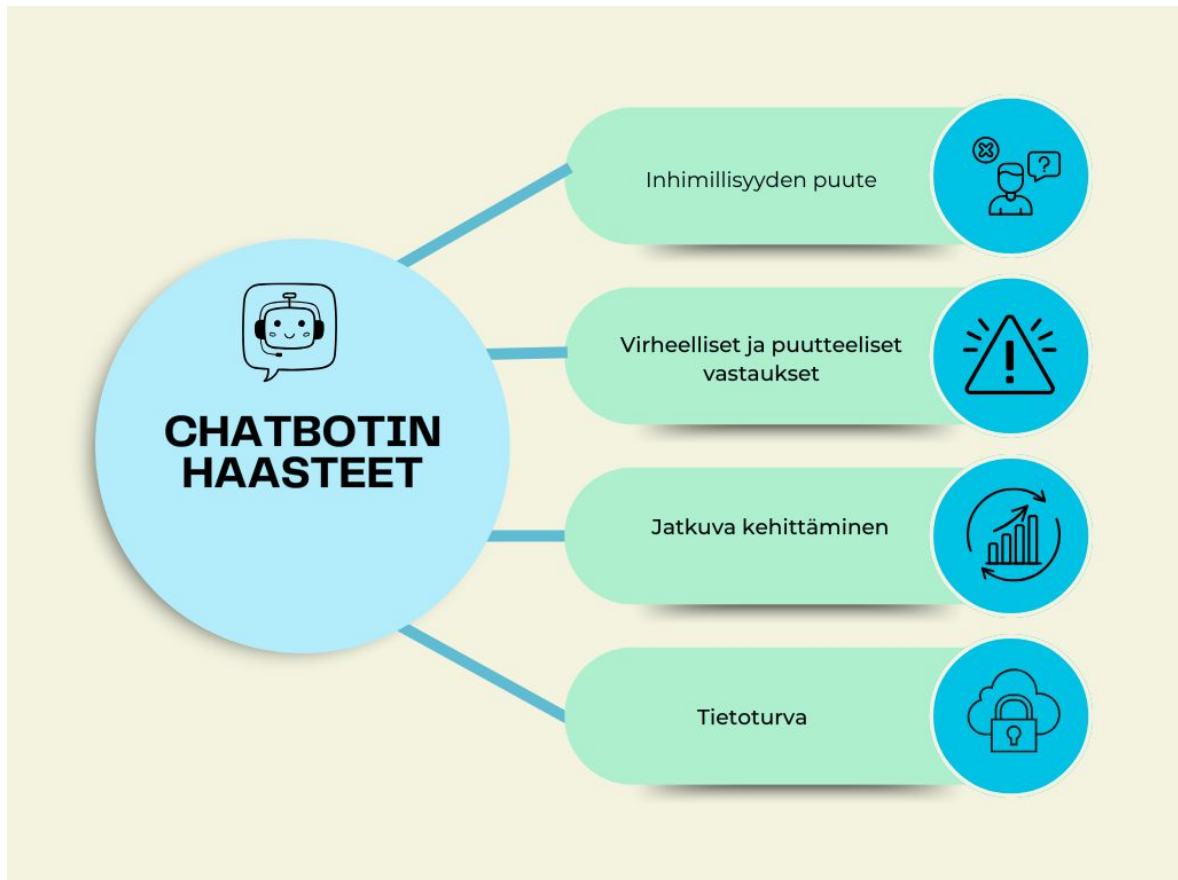 CHATBOTIN
HAASTEET
Inhimillisyyden puute
Virheelliset ja puutteeliset
vastaukset
Jatkuva kehittäminen
Tietoturva